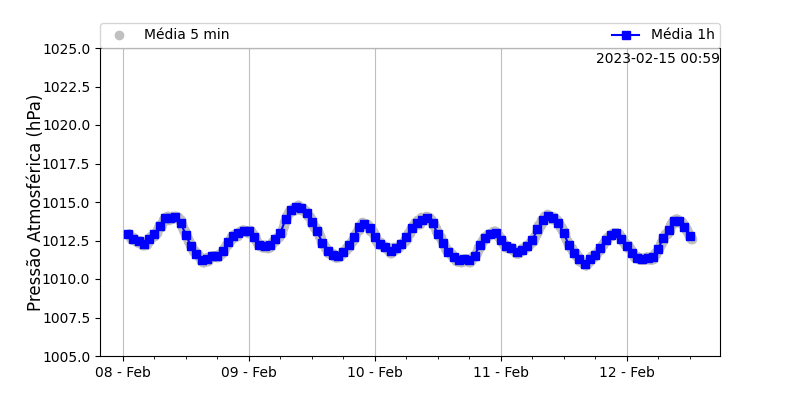 Média 5 min
Média 1h
2023-02-15 00:59
Pressão Atmosférica (hPa)
1025.0
1022.5
1020.0
1017.5
1015.0
1012.5
1010.0
1007.5
1005.0
08 - Feb
09 - Feb
10 - Feb
11 - Feb
12 - Feb